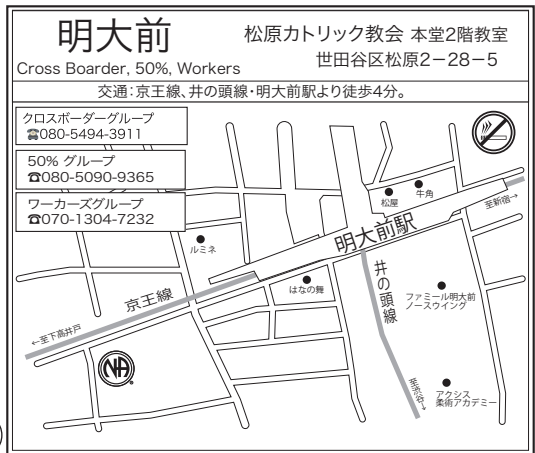 明大前
松原カトリック教会 本堂2階教室
世田谷区松原2−28−5
Cross Boarder, 50%, Workers
交通:京王線、井の頭線・明大前駅より徒歩4分。
クロスボーダーグループ
☎080-5494-3911
50% グループ
☎080-5090-9365
ワーカーズグループ
☎070-1304-7232
松屋
牛角
至新宿→
明大前駅
ルミネ
はなの舞
京王線
井の頭線
ファミール明大前
ノースウイング
←至下高井戸
NA
至渋谷→
アクシス
柔術アカデミー